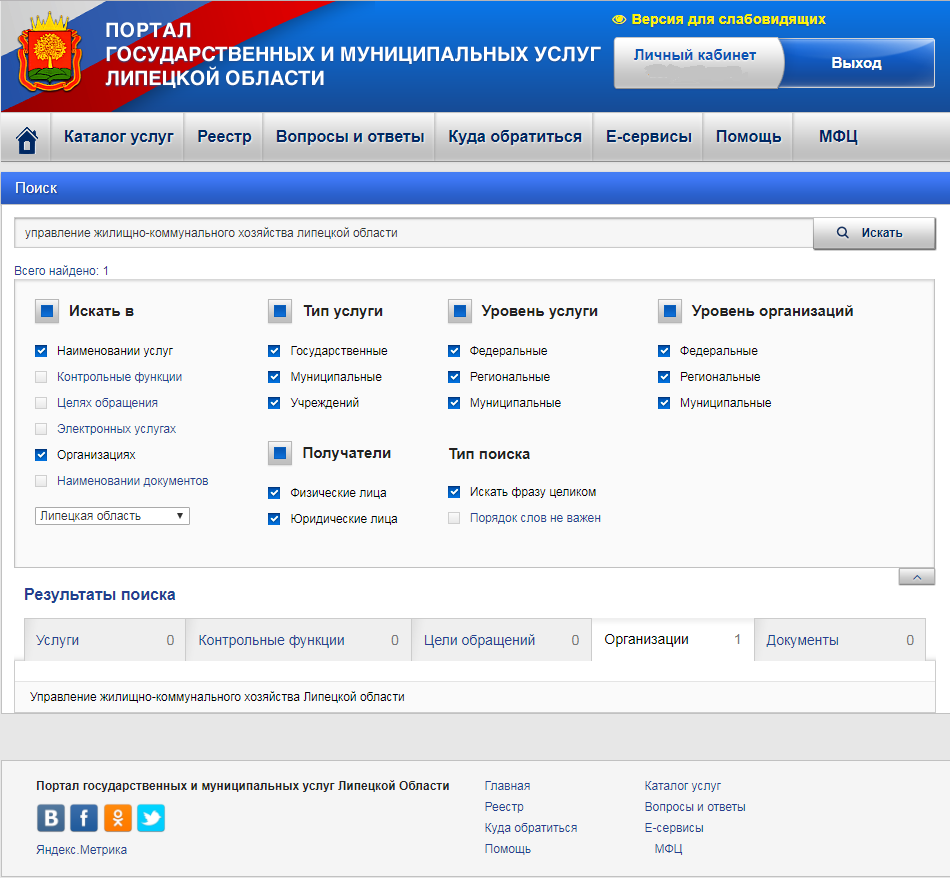 Версия для слабовидящих
ПОРТАЛ
ГОСУДАРСТВЕННЫХ И МУНИЦИПАЛЬНЫХ УСЛУГ
ЛИПЕЦКОЙ ОБЛАСТИ
Личный кабинет
Выход
Каталог услуг Реестр Вопросы и ответы Куда обратиться Е-сервисы Помощь МФЦ
Поиск
управление жилищно-коммунального хозяйства липецкой области
Искать
Всего найдено: 1
Искать в
Наименовании услуг
Контрольные функции
Целях обращения
Электронных услугах
Организациях
Наименовании документов
Липецкая область
Тип услуги
Государственные
Муниципальные
Учреждений
Уровень услуги
Федеральные
Региональные
Муниципальные
Уровень организаций
Федеральные
Региональные
Муниципальные
Получатели
Физические лица
Юридические лица
Тип поиска
Искать фразу целиком
Порядок слов не важен
Результаты поиска
Услуги 0 Контрольные функции 0 Цели обращений 0 Организации 1 Документы 0
Управление жилищно-коммунального хозяйства Липецкой области
Портал государственных и муниципальных услуг Липецкой Области
Яндекс.Метрика
Главная
Реестр
Куда обратиться
Помощь
Каталог услуг
Вопросы и ответы
Е-сервисы
МФЦ